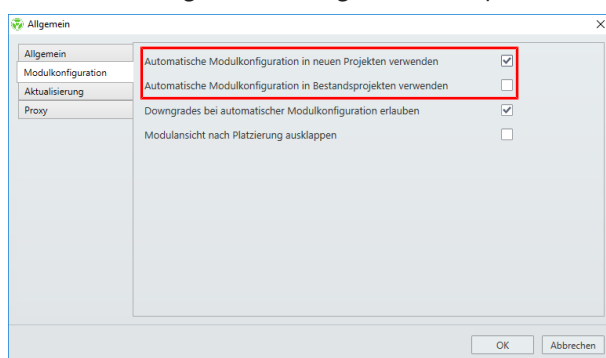 Allgemein
Allgemein
Modulkonfiguration
Aktualisierung
Proxy
Automatische Modulkonfiguration in neuen Projekten verwenden
Automatische Modulkonfiguration in Bestandsprojekten verwenden
Downgrades bei automatischer Modulkonfiguration erlauben
Modulansicht nach Platzierung ausklappen
OK
Abbrechen